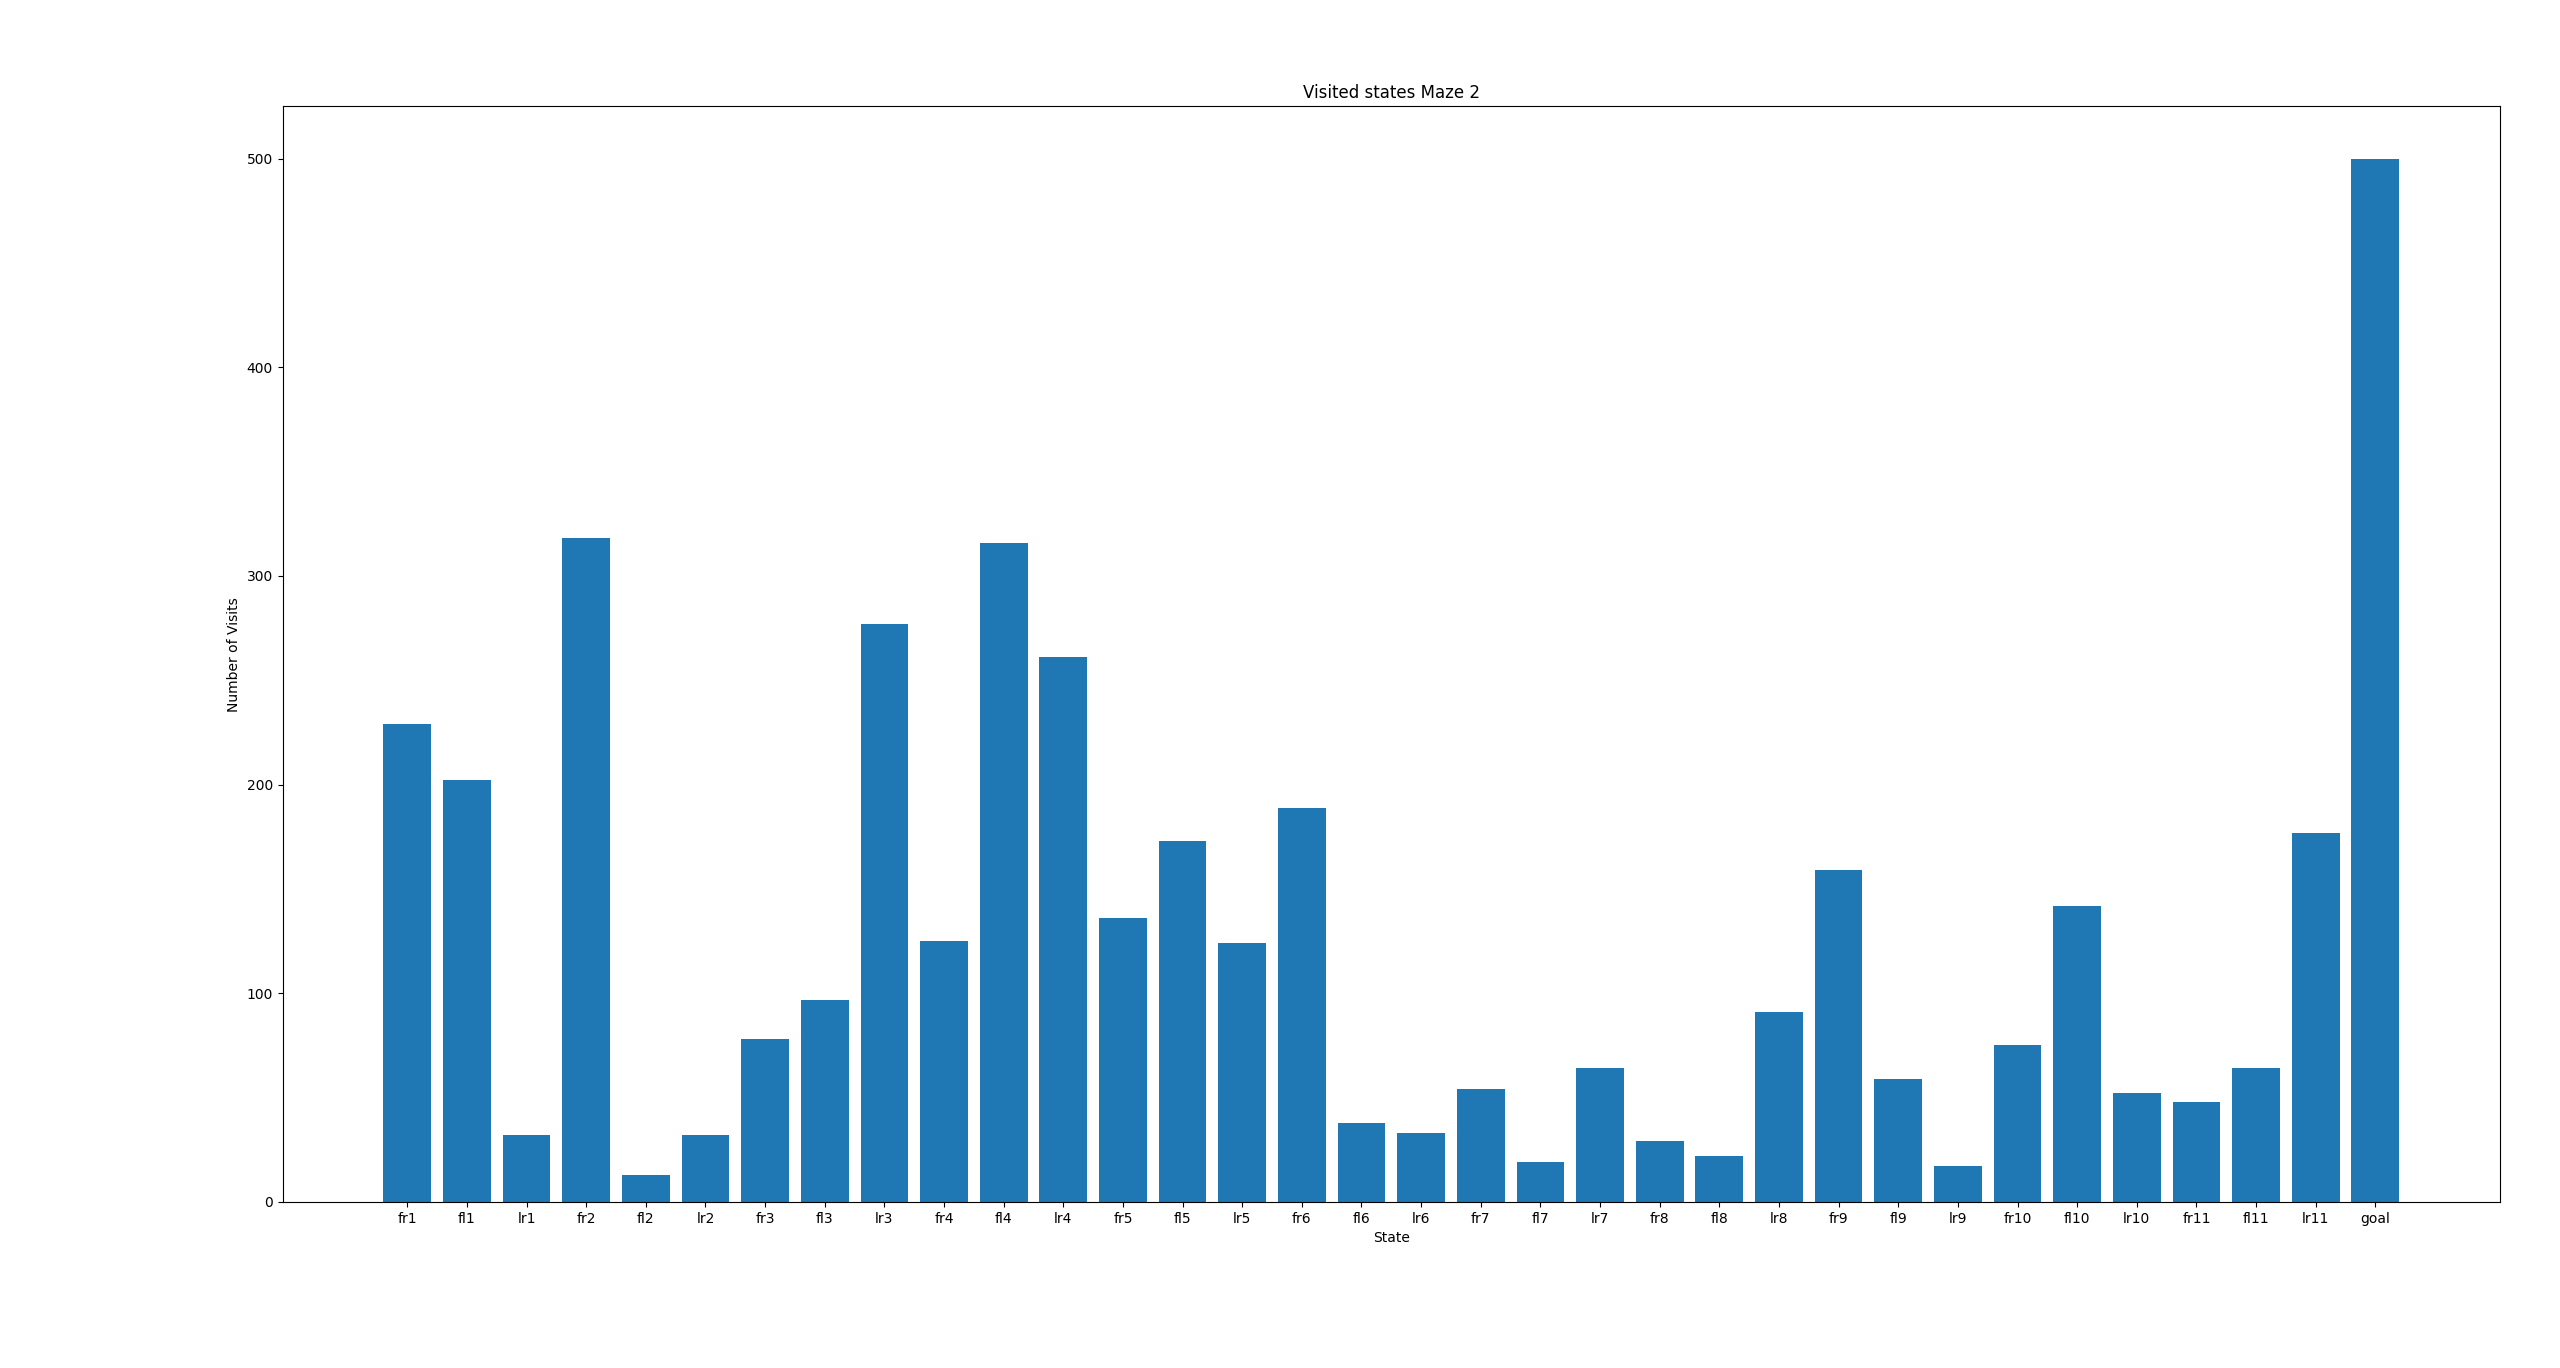 Visited states Maze 2
500
400
300
200
100
0
Number of Visits
fr1 fl1 lr1 fr2 fl2 lr2 fr3 fl3 lr3 fr4 fl4 lr4 fr5 fl5 lr5 fr6 fl6 lr6 fr7 fl7 lr7 fr8 fl8 lr8 fr9 fl9 lr9 fr10 fl10 lr10 fr11 fl11 lr11 goal
State